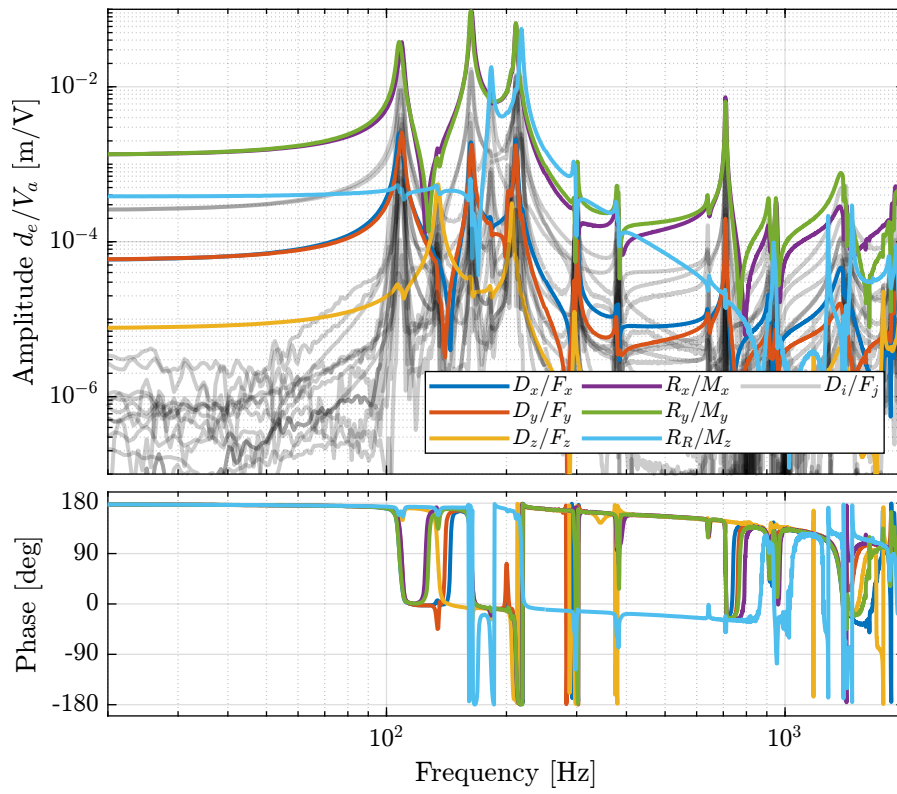 Amplitude $d_e/V_a$ [m/V]
$10^{-2}$
$10^{-4}$
$10^{-6}$
$D_x/F_x$ $R_x/M_x$ $D_i/F_j$
$D_y/F_y$ $R_y/M_y$
$D_z/F_z$ $R_R/M_z$
Phase [deg]
180
90
0
-90
-180
$10^2$ $10^3$
Frequency [Hz]